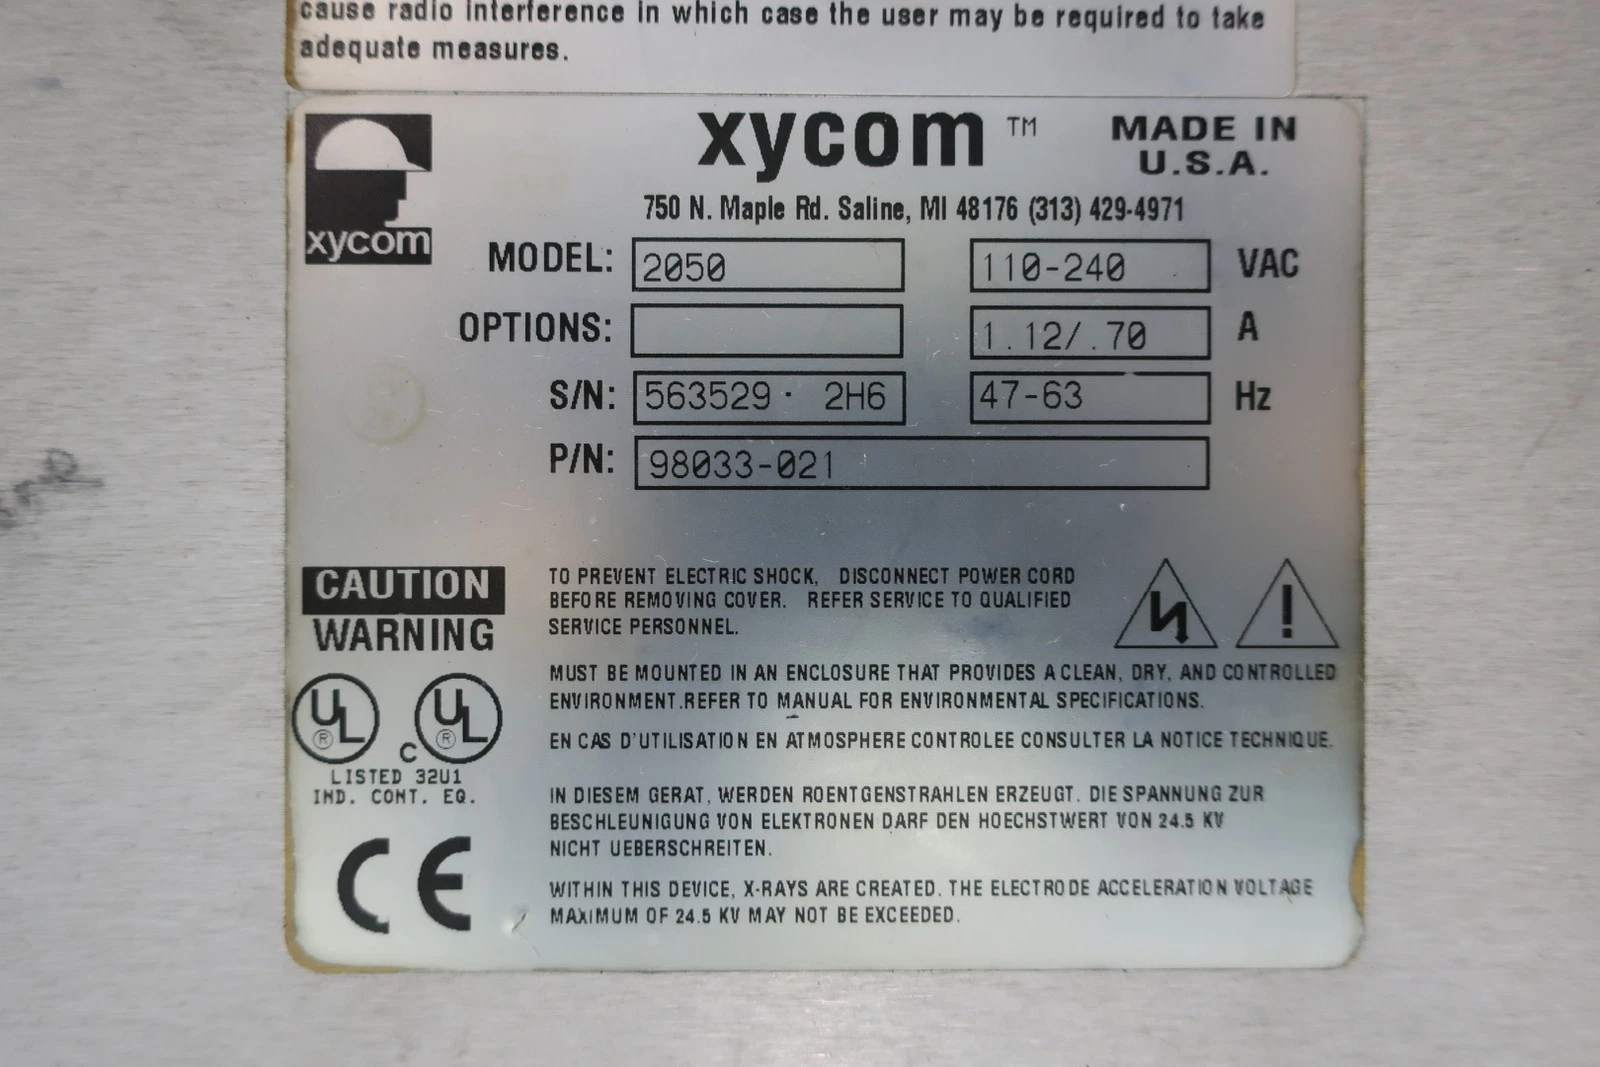 cause radio interference in which case the user may be required to take
adequate measures.
xycom
xycom ™
MADE IN
U.S.A.
750 N. Maple Rd. Saline, MI 48176 (313) 429-4971
MODEL: 2050 110-240 VAC
OPTIONS: 1.12/.70 A
S/N: 563529 · 2H6 47-63 Hz
P/N: 98033-021
CAUTION
WARNING
TO PREVENT ELECTRIC SHOCK, DISCONNECT POWER CORD
BEFORE REMOVING COVER. REFER SERVICE TO QUALIFIED
SERVICE PERSONNEL.
MUST BE MOUNTED IN AN ENCLOSURE THAT PROVIDES A CLEAN, DRY, AND CONTROLLED
ENVIRONMENT.REFER TO MANUAL FOR ENVIRONMENTAL SPECIFICATIONS.
EN CAS D'UTILISATION EN ATMOSPHERE CONTROLEE CONSULTER LA NOTICE TECHNIQUE.
IN DIESEM GERAT, WERDEN ROENTGENSTRAHLEN ERZEUGT. DIE SPANNUNG ZUR
BESCHLEUNIGUNG VON ELEKTRONEN DARF DEN HOECHSTWERT VON 24.5 KV
NICHT UEBERSCHREITEN.
WITHIN THIS DEVICE, X-RAYS ARE CREATED. THE ELECTRODE ACCELERATION VOLTAGE
MAXIMUM OF 24.5 KV MAY NOT BE EXCEEDED.
UL ® C UL ®
LISTED 32U1
IND. CONT. EQ.
CE